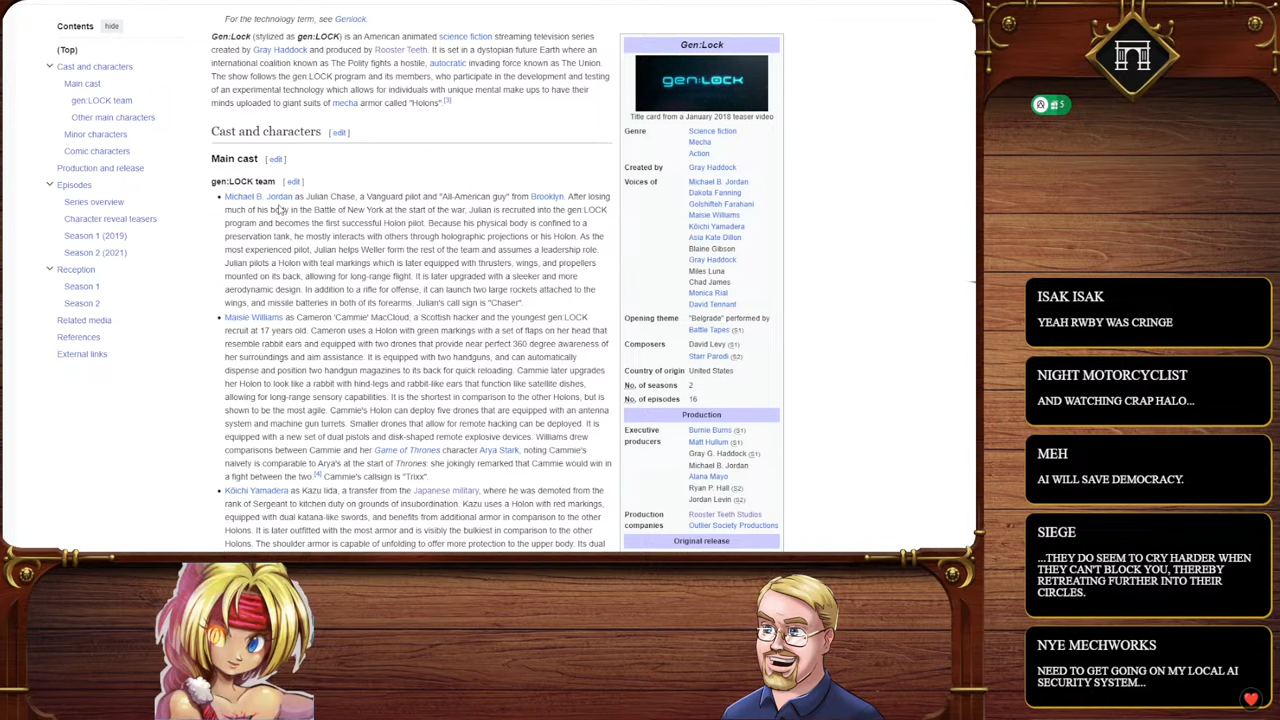 Contents hide
(Top)
Cast and characters
Main cast
gen:LOCK team
Other main characters
Minor characters
Comic characters
Production and release
Episodes
Series overview
Character reveal teasers
Season 1 (2019)
Season 2 (2021)
Reception
Season 1
Season 2
Related media
References
External links
For the technology term, see Genlock.
Gen:Lock (stylized as gen:LOCK) is an American animated science fiction streaming television series
created by Gray Haddock and produced by Rooster Teeth. It is set in a dystopian future Earth where an
international coalition known as The Polity fights a hostile, autocratic invading force known as The Union.
The show follows the gen:LOCK program and its members, who participate in the development and testing
of an experimental technology which allows for individuals with unique mental make ups to have their
minds uploaded to giant suits of mecha armor called "Holons".[3]
Cast and characters [ edit ]
Main cast [ edit ]
gen:LOCK team [ edit ]
Michael B. Jordan as Julian Chase, a Vanguard pilot and "All-American guy" from Brooklyn. After losing
much of his body in the Battle of New York at the start of the war, Julian is recruited into the gen:LOCK
program and becomes the first successful Holon pilot. Because his physical body is confined to a
preservation tank, he mostly interacts with others through holographic projections or his Holon. As the
most experienced pilot, Julian helps Weller form the rest of the team and assumes a leadership role.
Julian pilots a Holon with teal markings which is later equipped with thrusters, wings, and propellers
mounted on its back, allowing for long-range flight. It is later upgraded with a sleeker and more
aerodynamic design. In addition to a rifle for offense, it can launch two large rockets attached to the
wings, and missile batteries in both of its forearms. Julian's call sign is "Chaser".
Maisie Williams as Cameron 'Cammie' MacCloud, a Scottish hacker and the youngest gen:LOCK
recruit at 17 years old. Cameron uses a Holon with green markings with a set of flaps on her head that
resemble rabbit ears and equipped with two drones that provide near perfect 360 degree awareness of
her surroundings and aim assistance. It is equipped with two handguns, and can automatically
dispense and position two handgun magazines to its back for quick reloading. Cammie later upgrades
her Holon to look like a rabbit with hind-legs and rabbit-like ears that function like satellite dishes,
allowing for long-range sensory capabilities. It is the shortest in comparison to the other Holons, but is
shown to be the most agile. Cammie's Holon can deploy five drones that are equipped with an antenna
system and machine gun turrets. Smaller drones that allow for remote hacking can be deployed. It is
equipped with a new set of dual pistols and disk-shaped remote explosive devices. Williams drew
comparisons between Cammie and her Game of Thrones character Arya Stark, noting Cammie's
naivety is comparable to Arya's at the start of Thrones: she jokingly remarked that Cammie would win in
a fight between the two.[4] Cammie's callsign is "Trixx".
Kōichi Yamadera as Kazu Iida, a transfer from the Japanese military, where he was demoted from the
rank of Sergeant to kitchen duty on grounds of insubordination. Kazu uses a Holon with red markings,
equipped with dual katana-like swords, and benefits from additional armor in comparison to the other
Holons. It is later outfitted with the most armor and is visibly the bulkiest in comparison to the other
Holons. The shoulder armor is capable of unfolding to offer more protection to the upper body. Its dual
Gen:Lock
gen:LOCK
Title card from a January 2018 teaser video
Genre Science fiction
Mecha
Action
Created by Gray Haddock
Voices of Michael B. Jordan
Dakota Fanning
Golshifteh Farahani
Maisie Williams
Kōichi Yamadera
Asia Kate Dillon
Blaine Gibson
Gray Haddock
Miles Luna
Chad James
Monica Rial
David Tennant
Opening theme "Belgrade" performed by
Battle Tapes (S1)
Composers David Levy (S1)
Starr Parodi (S2)
Country of origin United States
No. of seasons 2
No. of episodes 16
Production
Executive producers Burnie Burns (S1)
Matt Hullum (S1)
Gray G. Haddock (S1)
Michael B. Jordan
Alana Mayo
Ryan P. Hall (S2)
Jordan Levin (S2)
Production companies Rooster Teeth Studios
Outlier Society Productions
Original release
5
ISAK ISAK
YEAH RWBY WAS CRINGE
NIGHT MOTORCYCLIST
AND WATCHING CRAP HALO...
MEH
AI WILL SAVE DEMOCRACY.
SIEGE
...THEY DO SEEM TO CRY HARDER WHEN
THEY CAN'T BLOCK YOU, THEREBY
RETREATING FURTHER INTO THEIR
CIRCLES.
NYE MECHWORKS
NEED TO GET GOING ON MY LOCAL AI
SECURITY SYSTEM...